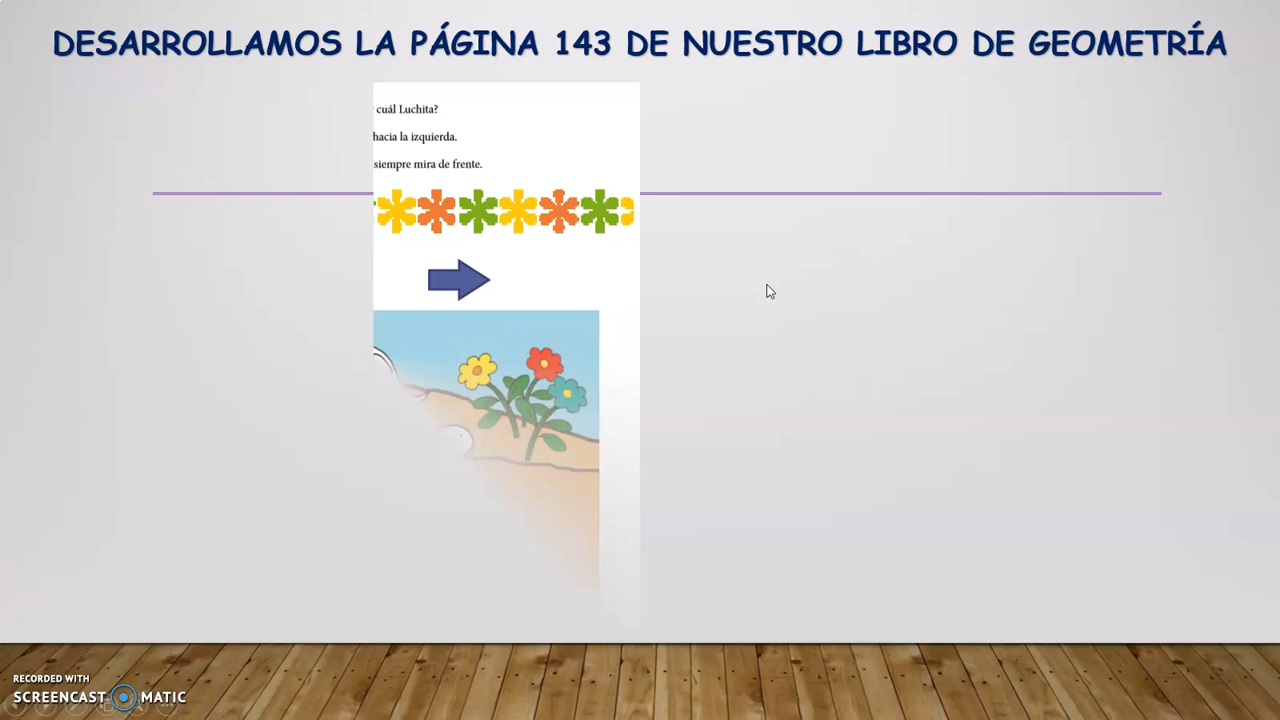 DESARROLLAMOS LA PÁGINA 143 DE NUESTRO LIBRO DE GEOMETRÍA
cuál Luchita?
hacia la izquierda.
siempre mira de frente.
RECORDED WITH
SCREENCAST MATIC